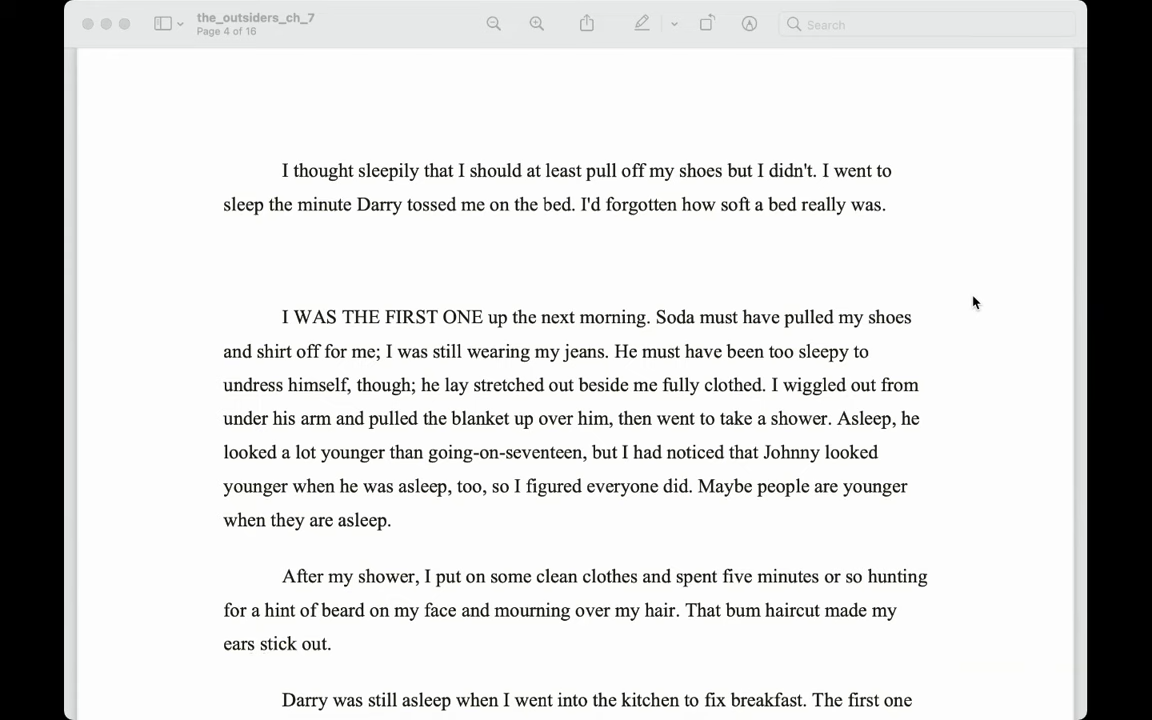 the_outsiders_ch_7
Page 4 of 16
Search
I thought sleepily that I should at least pull off my shoes but I didn't. I went to
sleep the minute Darry tossed me on the bed. I'd forgotten how soft a bed really was.
I WAS THE FIRST ONE up the next morning. Soda must have pulled my shoes
and shirt off for me; I was still wearing my jeans. He must have been too sleepy to
undress himself, though; he lay stretched out beside me fully clothed. I wiggled out from
under his arm and pulled the blanket up over him, then went to take a shower. Asleep, he
looked a lot younger than going-on-seventeen, but I had noticed that Johnny looked
younger when he was asleep, too, so I figured everyone did. Maybe people are younger
when they are asleep.
After my shower, I put on some clean clothes and spent five minutes or so hunting
for a hint of beard on my face and mourning over my hair. That bum haircut made my
ears stick out.
Darry was still asleep when I went into the kitchen to fix breakfast. The first one